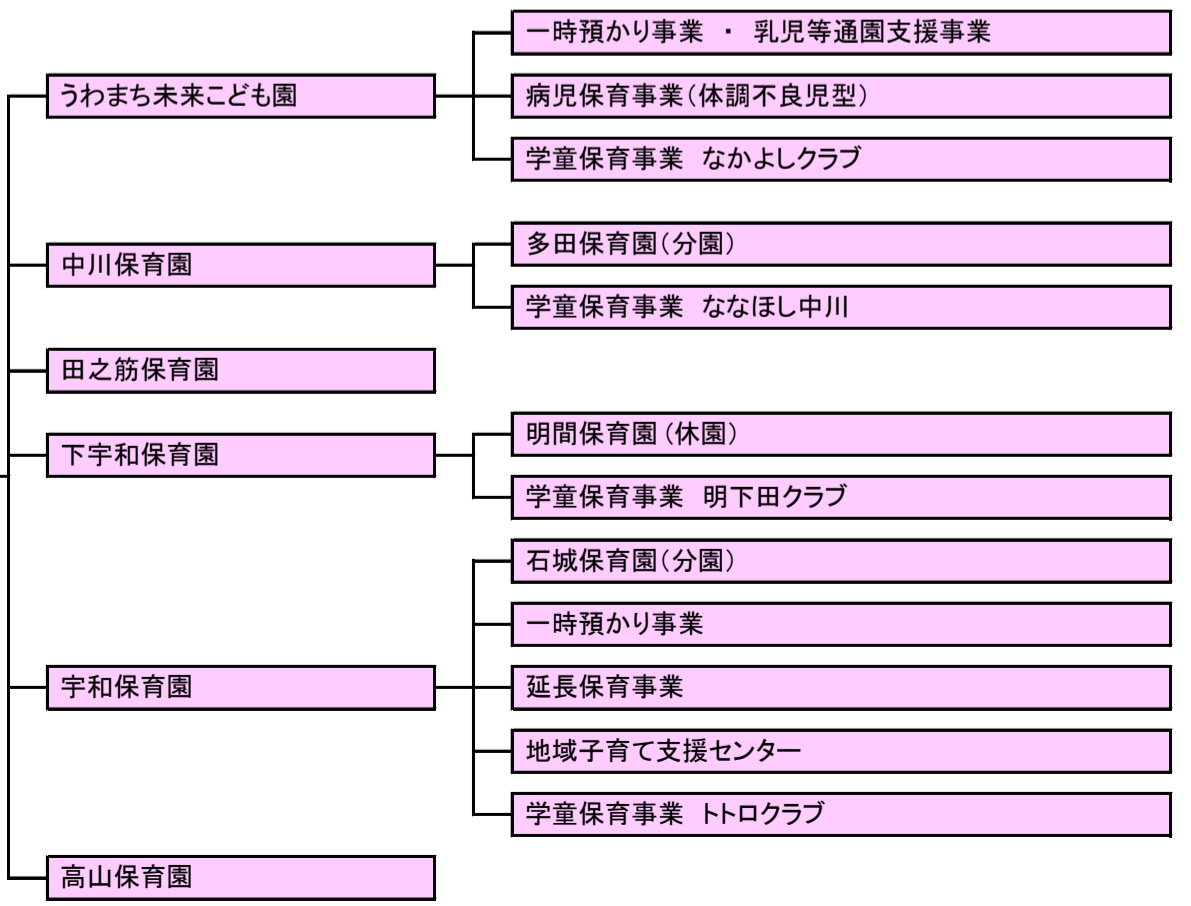 一時預かり事業 ・ 乳児等通園支援事業
うわまち未来こども園
病児保育事業(体調不良児型)
学童保育事業 なかよしクラブ
中川保育園
多田保育園(分園)
学童保育事業 ななほし中川
田之筋保育園
下宇和保育園
明間保育園(休園)
学童保育事業 明下田クラブ
宇和保育園
石城保育園(分園)
一時預かり事業
延長保育事業
地域子育て支援センター
学童保育事業 トトロクラブ
高山保育園